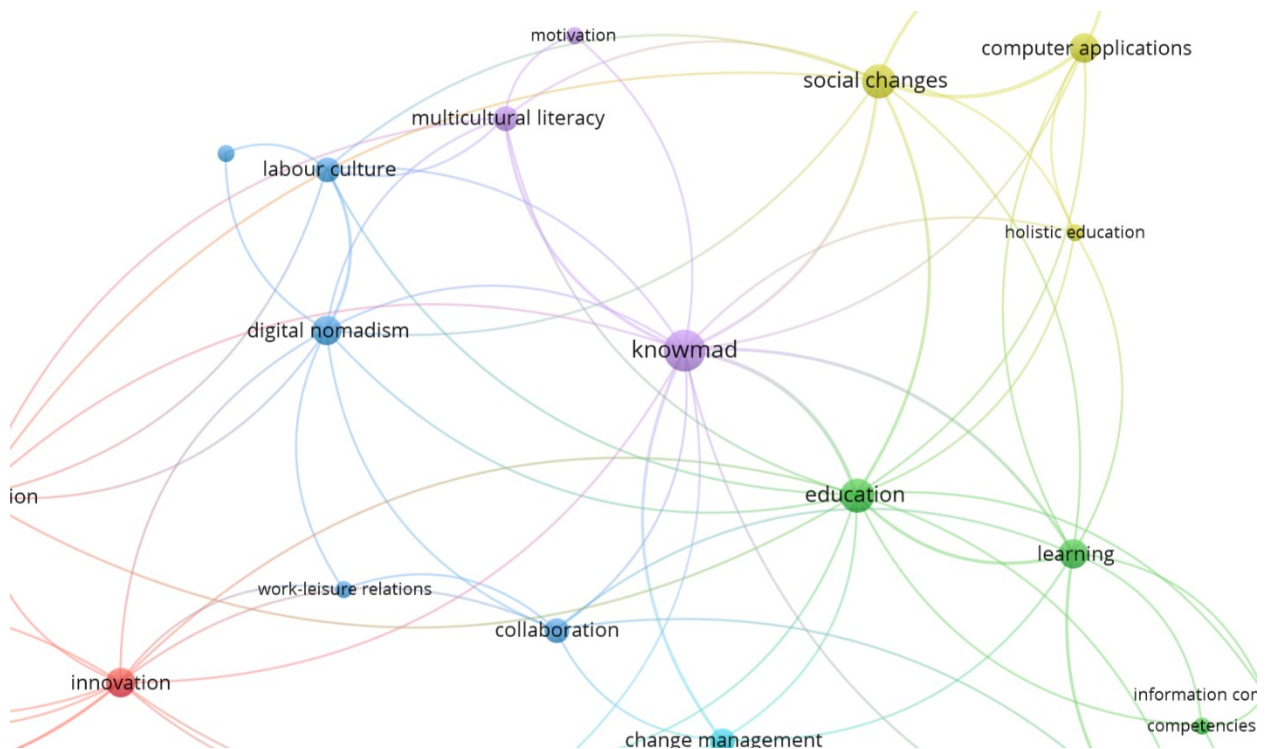 motivation
computer applications
social changes
multicultural literacy
labour culture
holistic education
digital nomadism
knowmad
ion
education
learning
work-leisure relations
collaboration
innovation
information con
competencies
change management